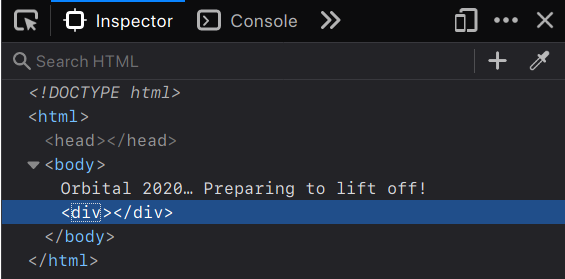 Inspector Console
Search HTML
<!DOCTYPE html>
<html>
<head></head>
<body>
Orbital 2020… Preparing to lift off!
<div></div>
</body>
</html>